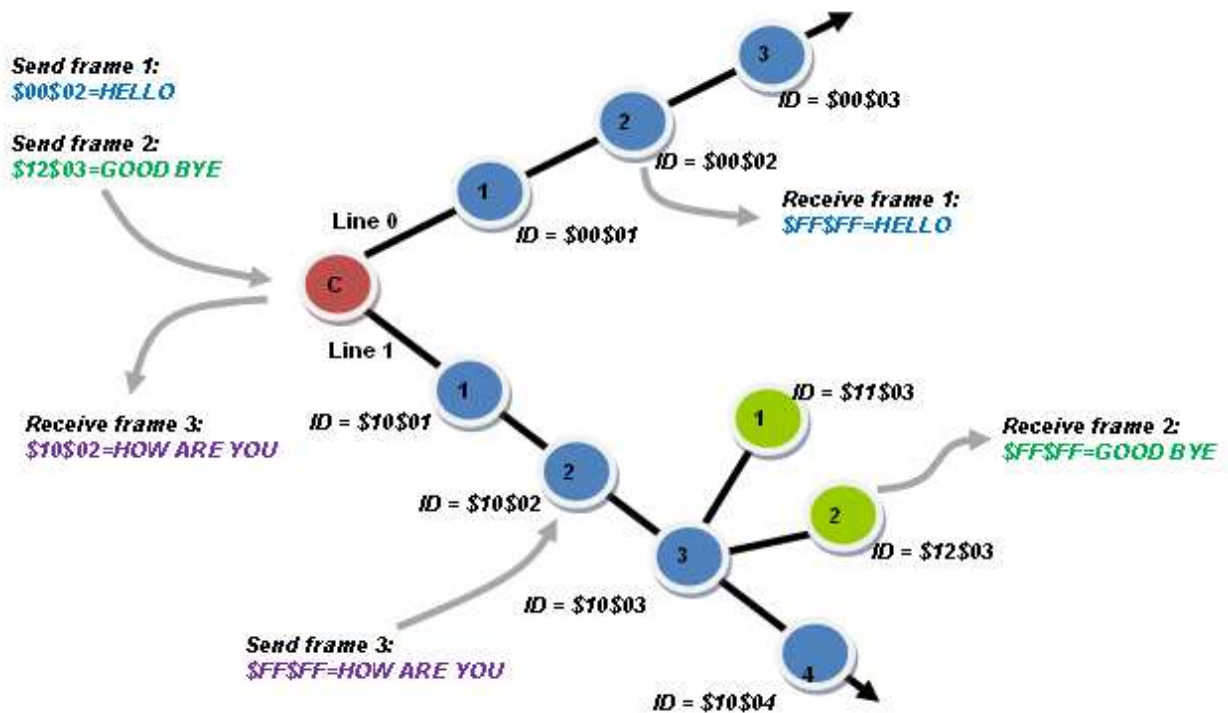 3
Send frame 1:
$00$02=HELLO
ID = $00$03
2
Send frame 2:
$12$03=GOOD BYE
ID = $00$02
1
Receive frame 1:
$FF$FF=HELLO
Line 0
ID = $00$01
C
Line 1
1
ID = $11$03
1
Receive frame 3:
$10$02=HOW ARE YOU
ID = $10$01
Receive frame 2:
$FF$FF=GOOD BYE
2
ID = $10$02
2
ID = $12$03
3
ID = $10$03
Send frame 3:
$FF$FF=HOW ARE YOU
4
ID = $10$04